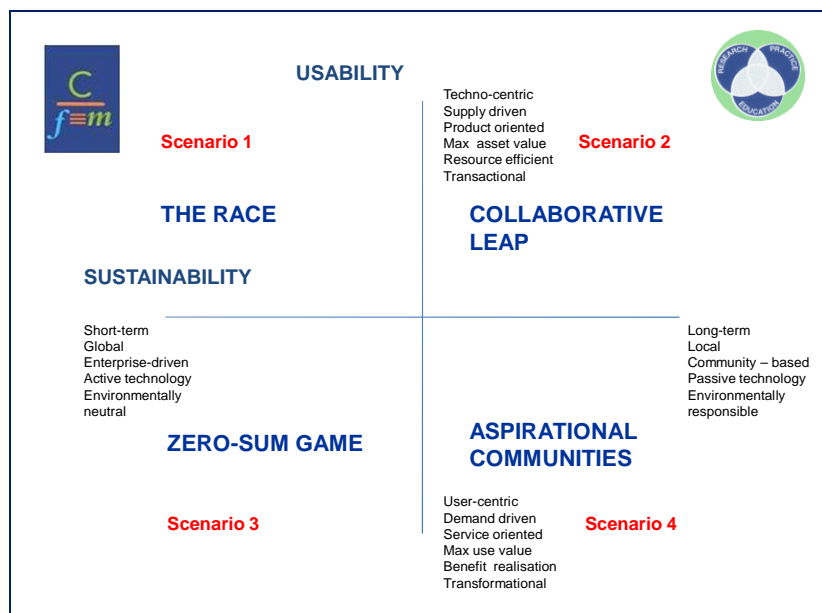 C
f≡m
USABILITY
RESEARCH
PRACTICE
EDUCATION
Techno-centric
Supply driven
Product oriented
Max asset value
Resource efficient
Transactional
Scenario 1
Scenario 2
THE RACE
COLLABORATIVE
LEAP
SUSTAINABILITY
Short-term
Global
Enterprise-driven
Active technology
Environmentally
neutral
Long-term
Local
Community – based
Passive technology
Environmentally
responsible
ZERO-SUM GAME
ASPIRATIONAL
COMMUNITIES
User-centric
Demand driven
Service oriented
Max use value
Benefit realisation
Transformational
Scenario 3
Scenario 4